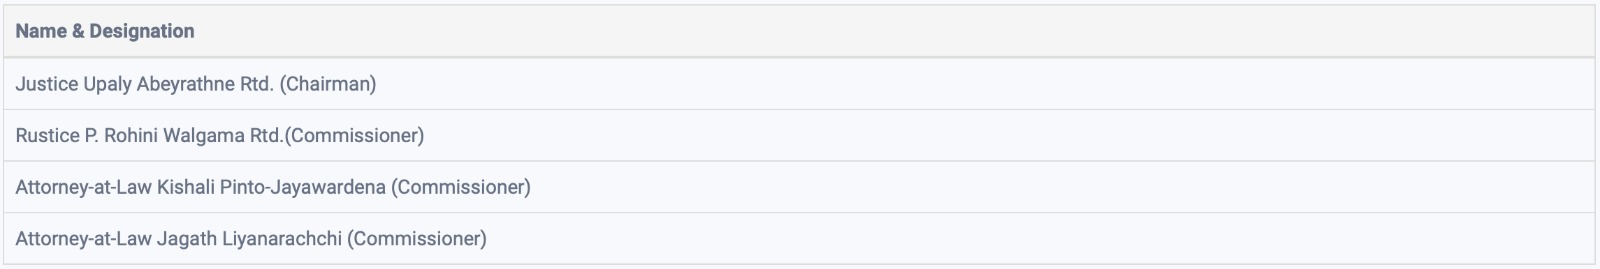 Name & Designation
Justice Upaly Abeyrathne Rtd. (Chairman)
Rustice P. Rohini Walgama Rtd.(Commissioner)
Attorney-at-Law Kishali Pinto-Jayawardena (Commissioner)
Attorney-at-Law Jagath Liyanarachchi (Commissioner)